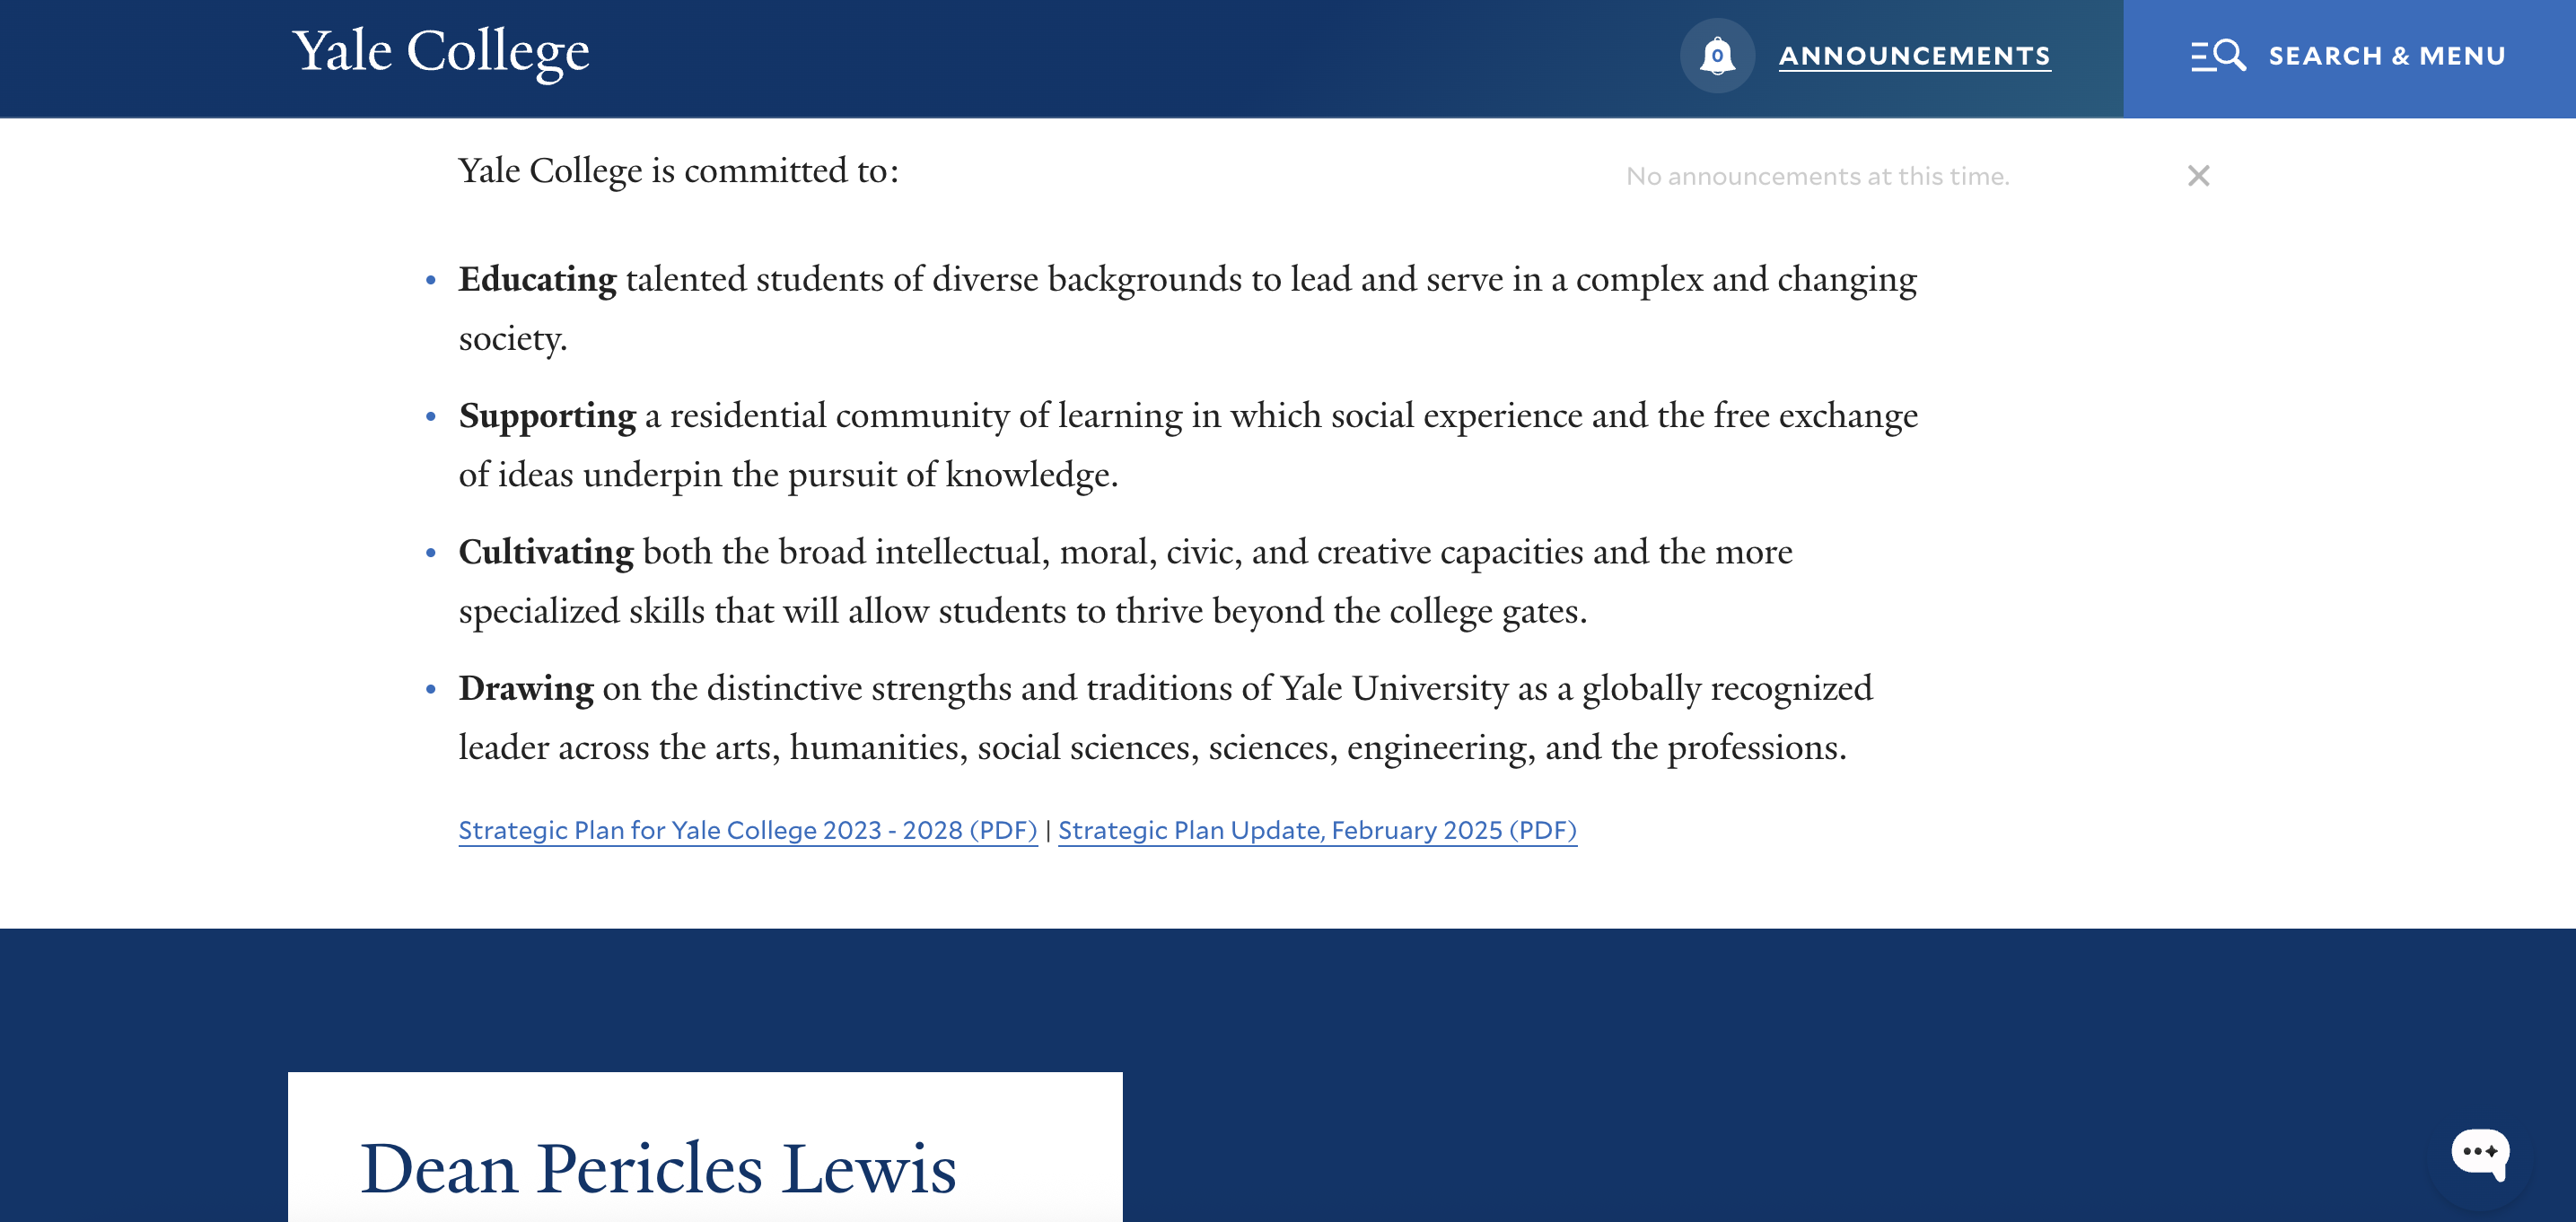 Yale College
0
ANNOUNCEMENTS
SEARCH & MENU
Yale College is committed to:
No announcements at this time.
Educating talented students of diverse backgrounds to lead and serve in a complex and changing
society.
Supporting a residential community of learning in which social experience and the free exchange
of ideas underpin the pursuit of knowledge.
Cultivating both the broad intellectual, moral, civic, and creative capacities and the more
specialized skills that will allow students to thrive beyond the college gates.
Drawing on the distinctive strengths and traditions of Yale University as a globally recognized
leader across the arts, humanities, social sciences, sciences, engineering, and the professions.
Strategic Plan for Yale College 2023 - 2028 (PDF) | Strategic Plan Update, February 2025 (PDF)
Dean Pericles Lewis